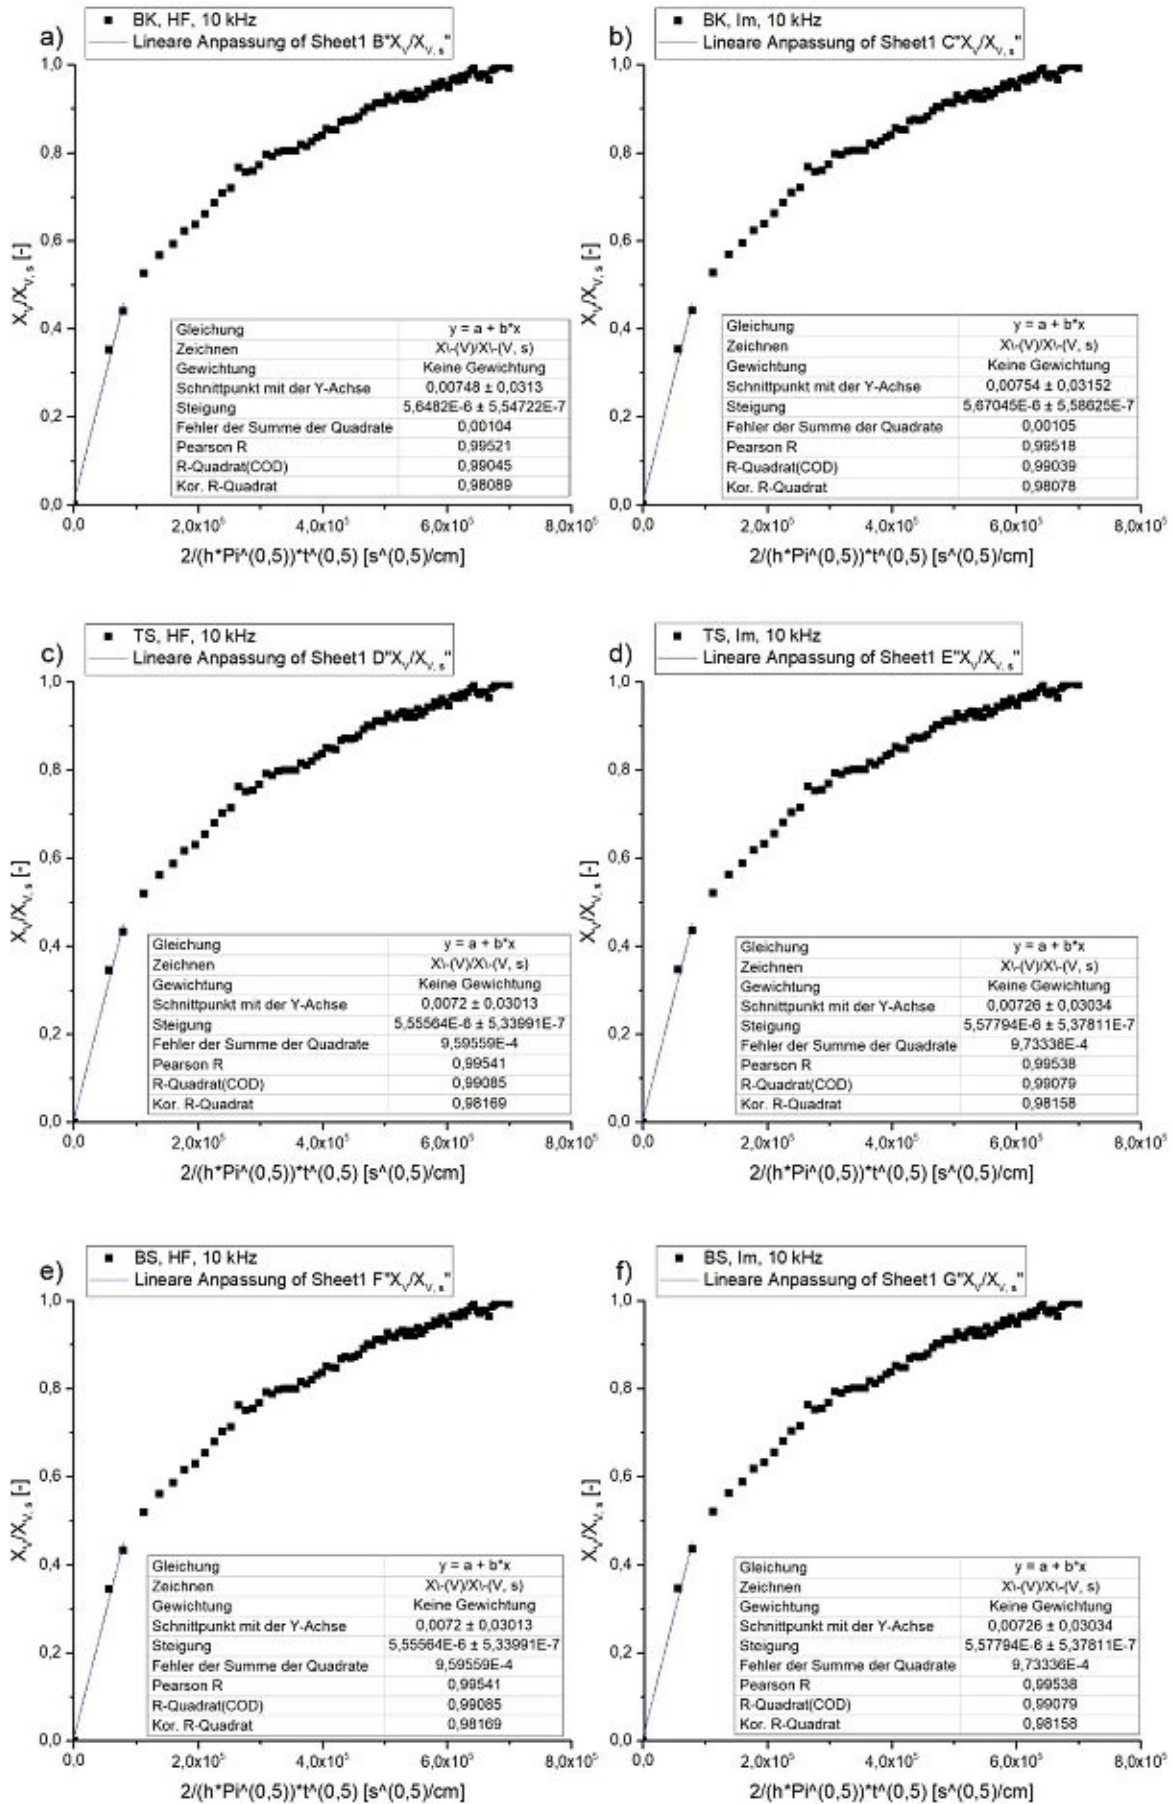 a)
BK, HF, 10 kHz
Lineare Anpassung of Sheet1 B"X_V/X_V, s"
1,0
0,8
0,6
0,4
0,2
0,0
X_V/X_V, s [-]
Gleichung y = a + b*x
Zeichnen X\-(V)/X\-(V, s)
Gewichtung Keine Gewichtung
Schnittpunkt mit der Y-Achse 0,00748 ± 0,0313
Steigung 5,6482E-6 ± 5,54722E-7
Fehler der Summe der Quadrate 0,00104
Pearson R 0,99521
R-Quadrat(COD) 0,99045
Kor. R-Quadrat 0,98089
0,0 2,0x10⁵ 4,0x10⁵ 6,0x10⁵ 8,0x10⁵
2/(h*Pi^(0,5))*t^(0,5) [s^(0,5)/cm]
b)
BK, Im, 10 kHz
Lineare Anpassung of Sheet1 C"X_V/X_V, s"
1,0
0,8
0,6
0,4
0,2
0,0
X_V/X_V, s [-]
Gleichung y = a + b*x
Zeichnen X\-(V)/X\-(V, s)
Gewichtung Keine Gewichtung
Schnittpunkt mit der Y-Achse 0,00754 ± 0,03152
Steigung 5,67045E-6 ± 5,58625E-7
Fehler der Summe der Quadrate 0,00105
Pearson R 0,99518
R-Quadrat(COD) 0,99039
Kor. R-Quadrat 0,98078
0,0 2,0x10⁵ 4,0x10⁵ 6,0x10⁵ 8,0x10⁵
2/(h*Pi^(0,5))*t^(0,5) [s^(0,5)/cm]
c)
TS, HF, 10 kHz
Lineare Anpassung of Sheet1 D"X_V/X_V, s"
1,0
0,8
0,6
0,4
0,2
0,0
X_V/X_V, s [-]
Gleichung y = a + b*x
Zeichnen X\-(V)/X\-(V, s)
Gewichtung Keine Gewichtung
Schnittpunkt mit der Y-Achse 0,0072 ± 0,03013
Steigung 5,55564E-6 ± 5,33991E-7
Fehler der Summe der Quadrate 9,59559E-4
Pearson R 0,99541
R-Quadrat(COD) 0,99085
Kor. R-Quadrat 0,98169
0,0 2,0x10⁵ 4,0x10⁵ 6,0x10⁵ 8,0x10⁵
2/(h*Pi^(0,5))*t^(0,5) [s^(0,5)/cm]
d)
TS, Im, 10 kHz
Lineare Anpassung of Sheet1 E"X_V/X_V, s"
1,0
0,8
0,6
0,4
0,2
0,0
X_V/X_V, s [-]
Gleichung y = a + b*x
Zeichnen X\-(V)/X\-(V, s)
Gewichtung Keine Gewichtung
Schnittpunkt mit der Y-Achse 0,00726 ± 0,03034
Steigung 5,57794E-6 ± 5,37811E-7
Fehler der Summe der Quadrate 9,73336E-4
Pearson R 0,99538
R-Quadrat(COD) 0,99079
Kor. R-Quadrat 0,98158
0,0 2,0x10⁵ 4,0x10⁵ 6,0x10⁵ 8,0x10⁵
2/(h*Pi^(0,5))*t^(0,5) [s^(0,5)/cm]
e)
BS, HF, 10 kHz
Lineare Anpassung of Sheet1 F"X_V/X_V, s"
1,0
0,8
0,6
0,4
0,2
0,0
X_V/X_V, s [-]
Gleichung y = a + b*x
Zeichnen X\-(V)/X\-(V, s)
Gewichtung Keine Gewichtung
Schnittpunkt mit der Y-Achse 0,0072 ± 0,03013
Steigung 5,55564E-6 ± 5,33991E-7
Fehler der Summe der Quadrate 9,59559E-4
Pearson R 0,99541
R-Quadrat(COD) 0,99085
Kor. R-Quadrat 0,98169
0,0 2,0x10⁵ 4,0x10⁵ 6,0x10⁵ 8,0x10⁵
2/(h*Pi^(0,5))*t^(0,5) [s^(0,5)/cm]
f)
BS, Im, 10 kHz
Lineare Anpassung of Sheet1 G"X_V/X_V, s"
1,0
0,8
0,6
0,4
0,2
0,0
X_V/X_V, s [-]
Gleichung y = a + b*x
Zeichnen X\-(V)/X\-(V, s)
Gewichtung Keine Gewichtung
Schnittpunkt mit der Y-Achse 0,00726 ± 0,03034
Steigung 5,57794E-6 ± 5,37811E-7
Fehler der Summe der Quadrate 9,73336E-4
Pearson R 0,99538
R-Quadrat(COD) 0,99079
Kor. R-Quadrat 0,98158
0,0 2,0x10⁵ 4,0x10⁵ 6,0x10⁵ 8,0x10⁵
2/(h*Pi^(0,5))*t^(0,5) [s^(0,5)/cm]